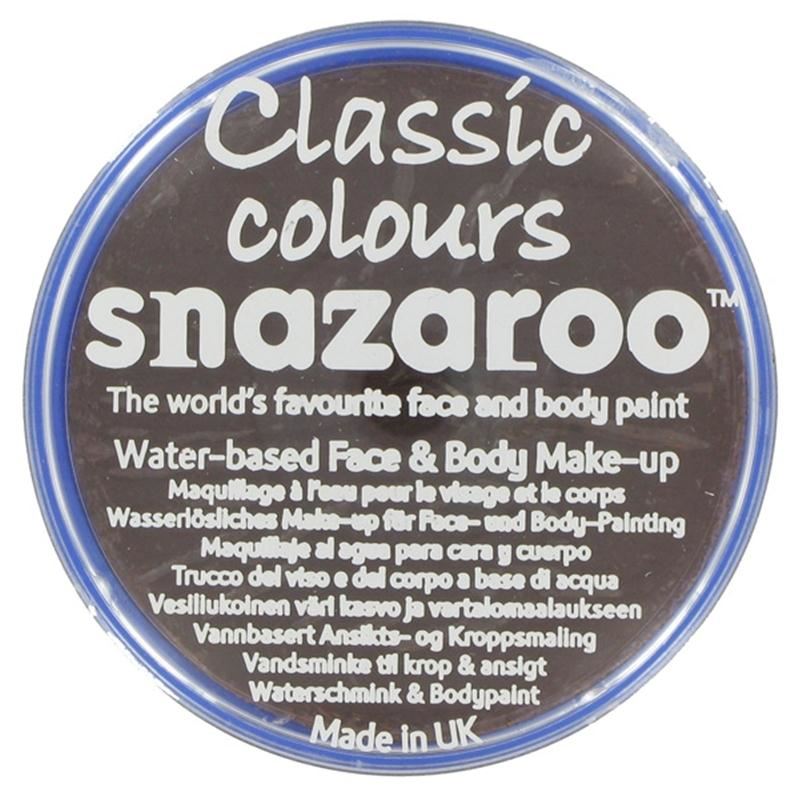 Classic
colours
snazaroo™
The world's favourite face and body paint
Water-based Face & Body Make-up
Maquillage à l'eau pour le visage et le corps
Wasserlösliches Make-up für Face- und Body-Painting
Maquillaje al agua para cara y cuerpo
Trucco del viso e del corpo a base di acqua
Vesiliukoinen väri kasvo ja vartalomaalaukseen
Vannbasert Ansikts- og Kroppsmaling
Vandsminke til krop & ansigt
Waterschmink & Bodypaint
Made in UK